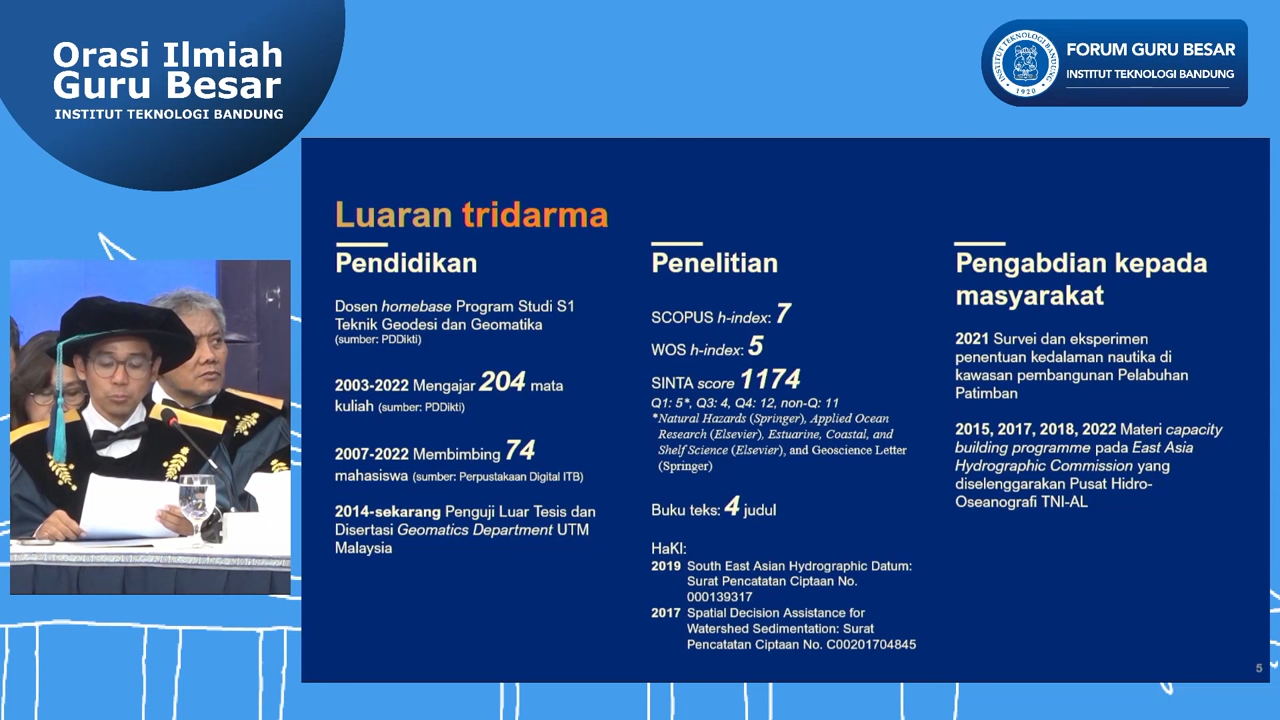 Orasi Ilmiah
Guru Besar
INSTITUT TEKNOLOGI BANDUNG
INSTITUT TEKNOLOGI BANDUNG
1920
FORUM GURU BESAR
INSTITUT TEKNOLOGI BANDUNG
Luaran tridarma
Pendidikan
Dosen homebase Program Studi S1
Teknik Geodesi dan Geomatika
(sumber: PDDikti)
2003-2022 Mengajar 204 mata
kuliah (sumber: PDDikti)
2007-2022 Membimbing 74
mahasiswa (sumber: Perpustakaan Digital ITB)
2014-sekarang Penguji Luar Tesis dan
Disertasi Geomatics Department UTM
Malaysia
Penelitian
SCOPUS h-index: 7
WOS h-index: 5
SINTA score 1174
Q1: 5*, Q3: 4, Q4: 12, non-Q: 11
*Natural Hazards (Springer), Applied Ocean
Research (Elsevier), Estuarine, Coastal, and
Shelf Science (Elsevier), and Geoscience Letter
(Springer)
Buku teks: 4 judul
HaKI:
2019 South East Asian Hydrographic Datum:
Surat Pencatatan Ciptaan No.
000139317
2017 Spatial Decision Assistance for
Watershed Sedimentation: Surat
Pencatatan Ciptaan No. C00201704845
Pengabdian kepada
masyarakat
2021 Survei dan eksperimen
penentuan kedalaman nautika di
kawasan pembangunan Pelabuhan
Patimban
2015, 2017, 2018, 2022 Materi capacity
building programme pada East Asia
Hydrographic Commission yang
diselenggarakan Pusat Hidro-
Oseanografi TNI-AL
5